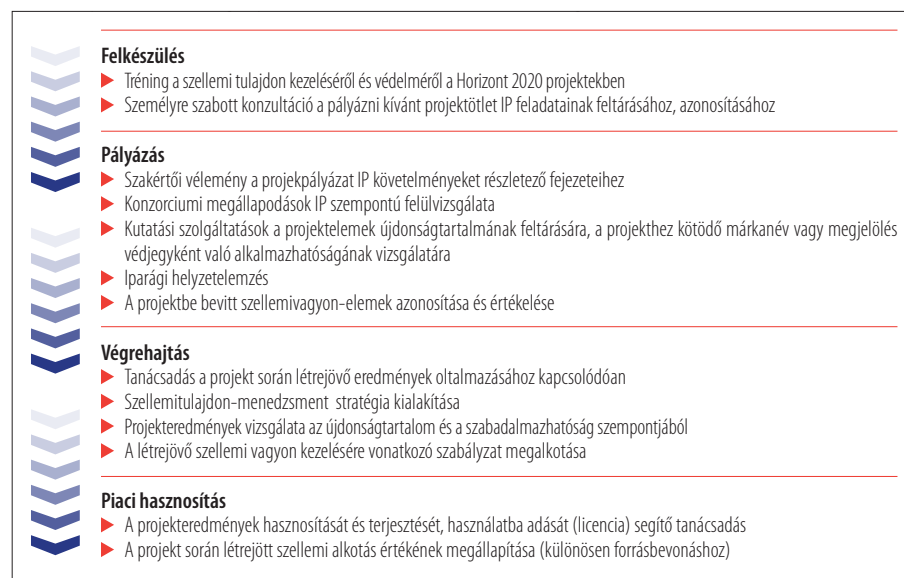 Felkészülés
Tréning a szellemi tulajdon kezeléséről és védelméről a Horizont 2020 projektekben
Személyre szabott konzultáció a pályázni kívánt projektötlet IP feladatainak feltárásához, azonosításához
Pályázás
Szakértői vélemény a projekpályázat IP követelményeket részletező fejezeteihez
Konzorciumi megállapodások IP szempontú felülvizsgálata
Kutatási szolgáltatások a projektelemek újdonságtartalmának feltárására, a projekthez kötödő márkanév vagy megjelölés
védjegyként való alkalmazhatóságának vizsgálatára
Iparági helyzetelemzés
A projektbe bevitt szellemivagyon-elemek azonosítása és értékelése
Végrehajtás
Tanácsadás a projekt során létrejövő eredmények oltalmazásához kapcsolódóan
Szellemitulajdon-menedzsment stratégia kialakítása
Projekteredmények vizsgálata az újdonságtartalom és a szabadalmazhatóság szempontjából
A létrejövő szellemi vagyon kezelésére vonatkozó szabályzat megalkotása
Piaci hasznosítás
A projekteredmények hasznosítását és terjesztését, használatba adását (licencia) segítő tanácsadás
A projekt során létrejött szellemi alkotás értékének megállapítása (különösen forrásbevonáshoz)